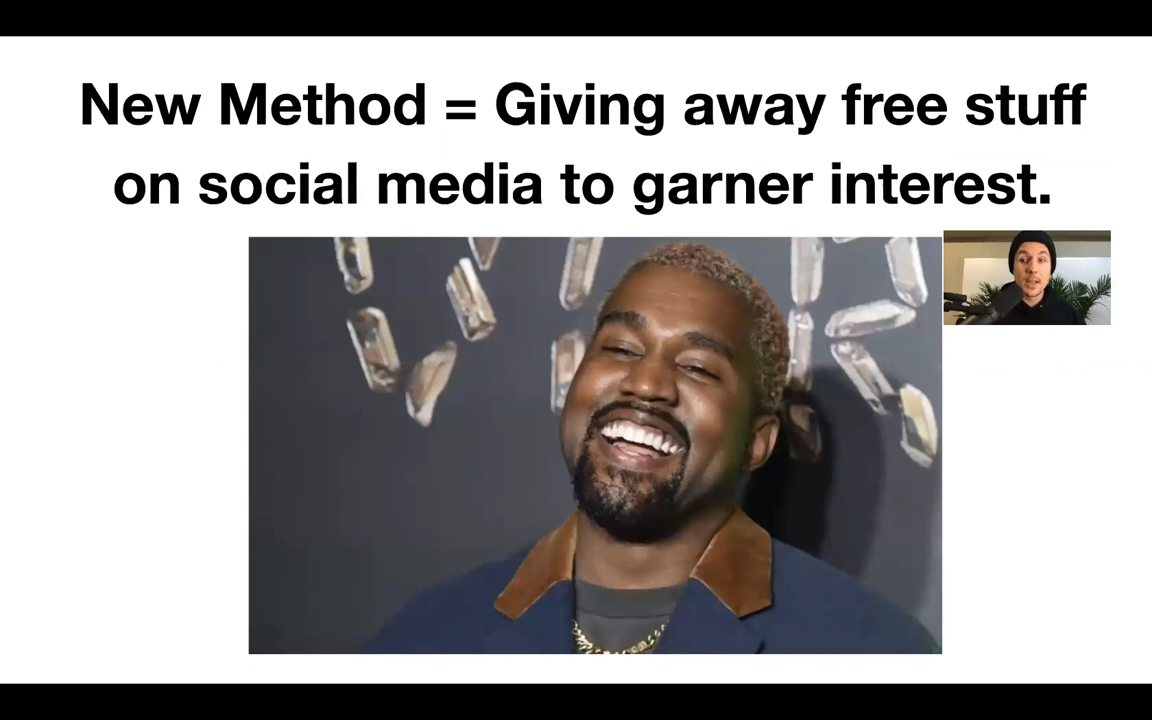 New Method = Giving away free stuff
on social media to garner interest.